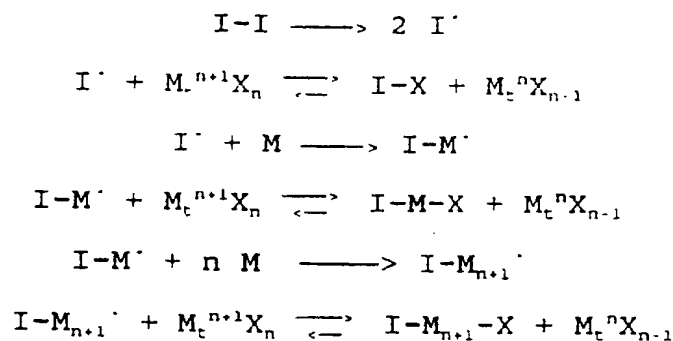 I-I ⟶ 2 I˙
I˙ + Mₜⁿ⁺¹Xₙ ⇌ I-X + MₜⁿXₙ₋₁
I˙ + M ⟶ I-M˙
I-M˙ + Mₜⁿ⁺¹Xₙ ⇌ I-M-X + MₜⁿXₙ₋₁
I-M˙ + n M ⟶ I-Mₙ₊₁˙
I-Mₙ₊₁˙ + Mₜⁿ⁺¹Xₙ ⇌ I-Mₙ₊₁-X + MₜⁿXₙ₋₁